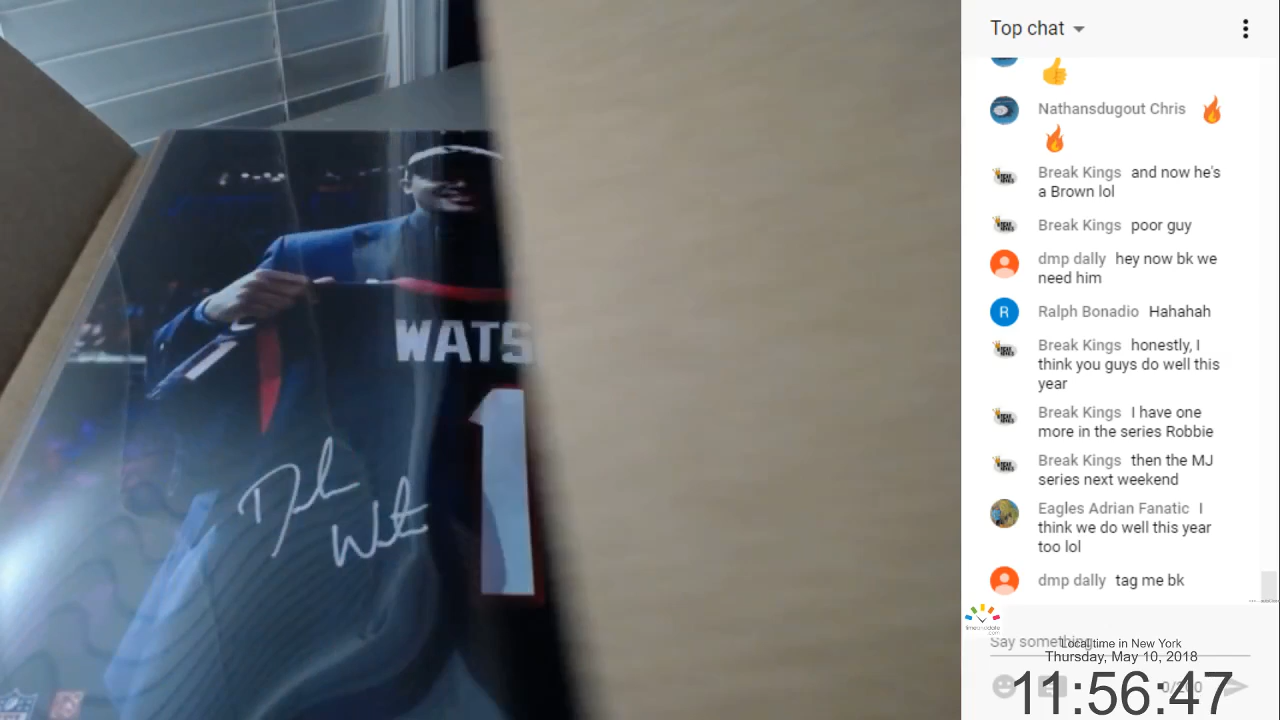 WATS
1
Top chat
Nathansdugout Chris
Break Kings and now he's
a Brown lol
Break Kings poor guy
dmp dally hey now bk we
need him
R
Ralph Bonadio Hahahah
Break Kings honestly, I
think you guys do well this
year
Break Kings I have one
more in the series Robbie
Break Kings then the MJ
series next weekend
Eagles Adrian Fanatic I
think we do well this year
too lol
dmp dally tag me bk
Say something...
Local time in New York
Thursday, May 10, 2018
11:56:47